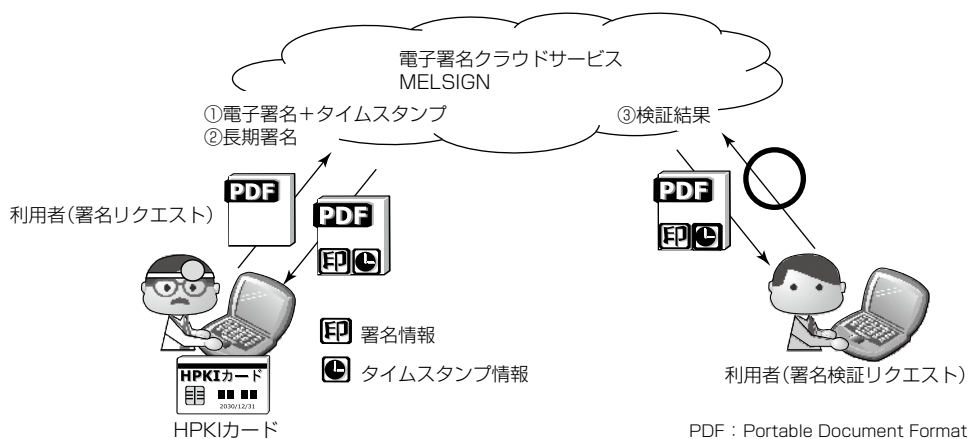 電子署名クラウドサービス
MELSIGN
①電子署名+タイムスタンプ
②長期署名
③検証結果
PDF
利用者(署名リクエスト)
PDF
印
PDF
印
印 署名情報
タイムスタンプ情報
HPKIカード
2030/12/31
HPKIカード
利用者(署名検証リクエスト)
PDF:Portable Document Format